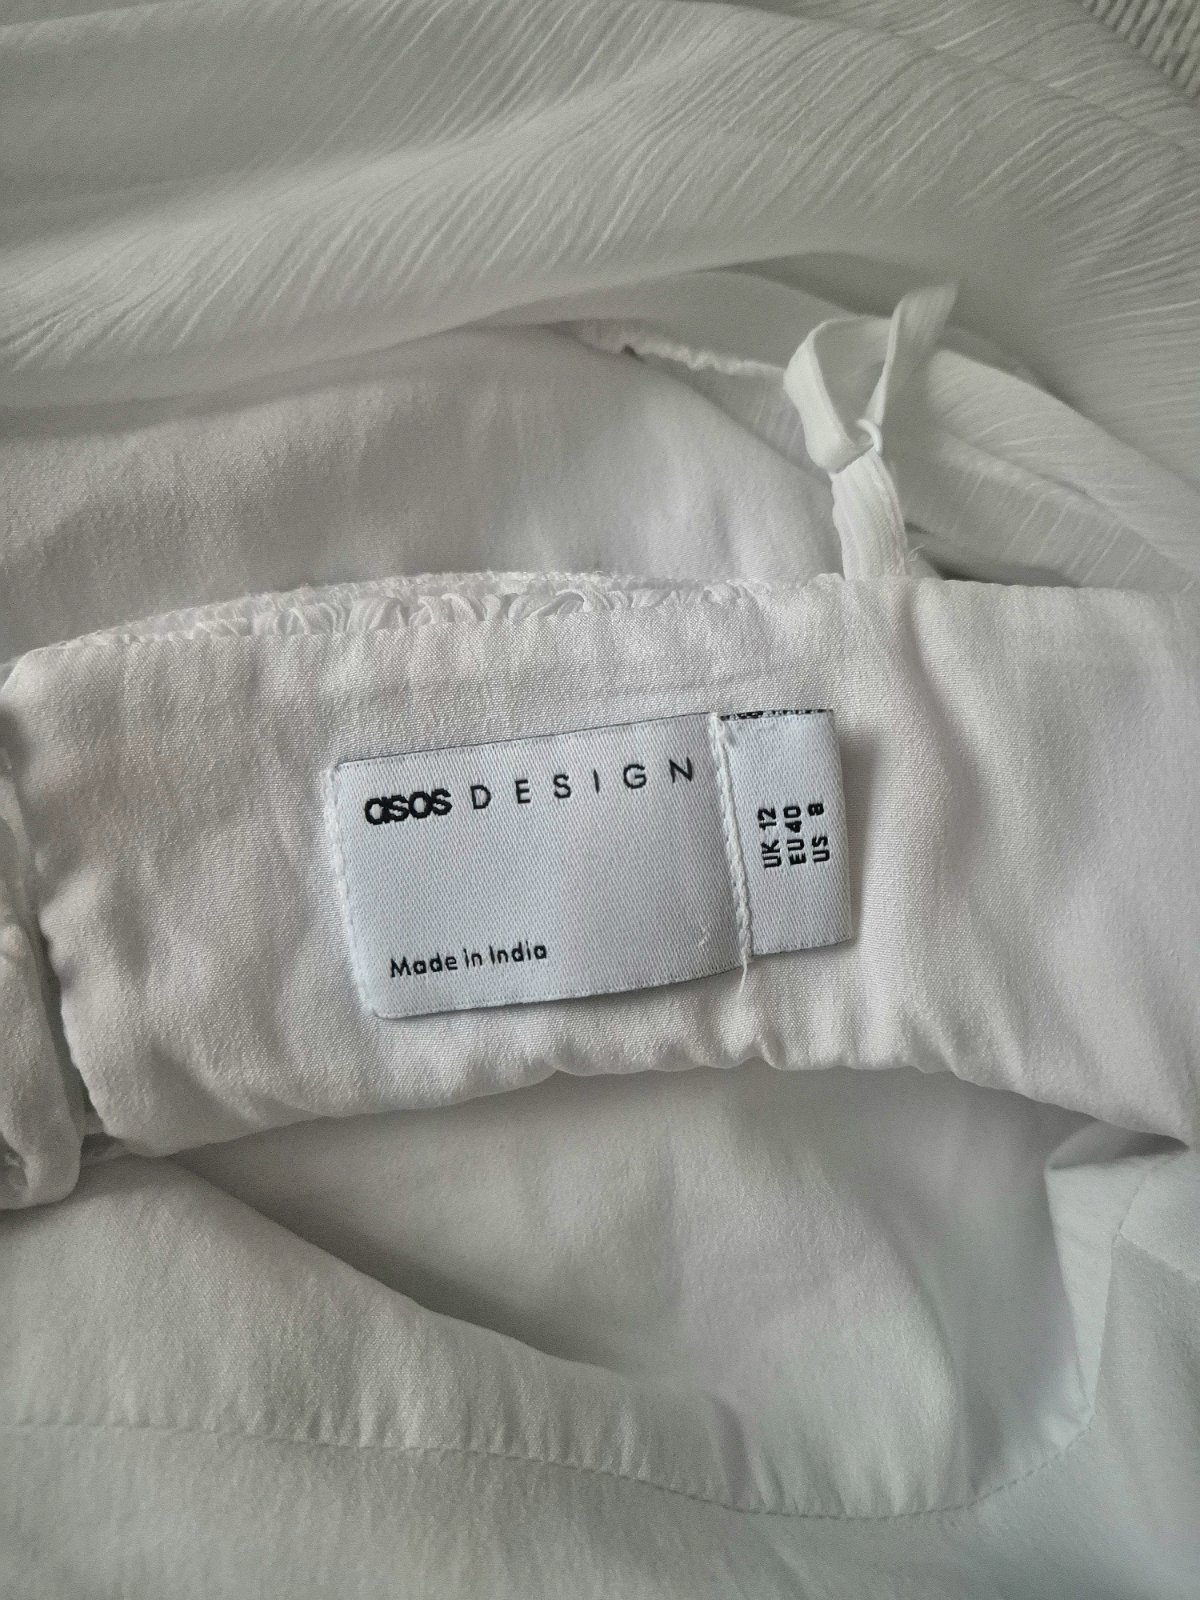 asos DESIGN
Made in India
UK 12
EU 40
US 8